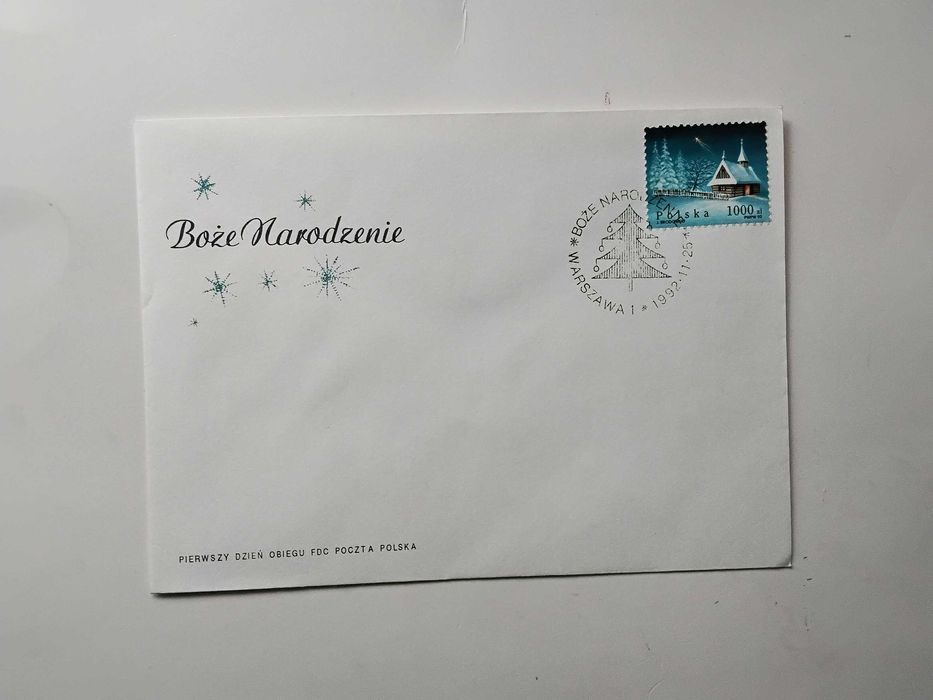 Boże Narodzenie
Polska 1000 zł
*BOŻE NARODZENIE*
WARSZAWA 1 * 1992.11.25
PIERWSZY DZIEŃ OBIEGU FDC POCZTA POLSKA